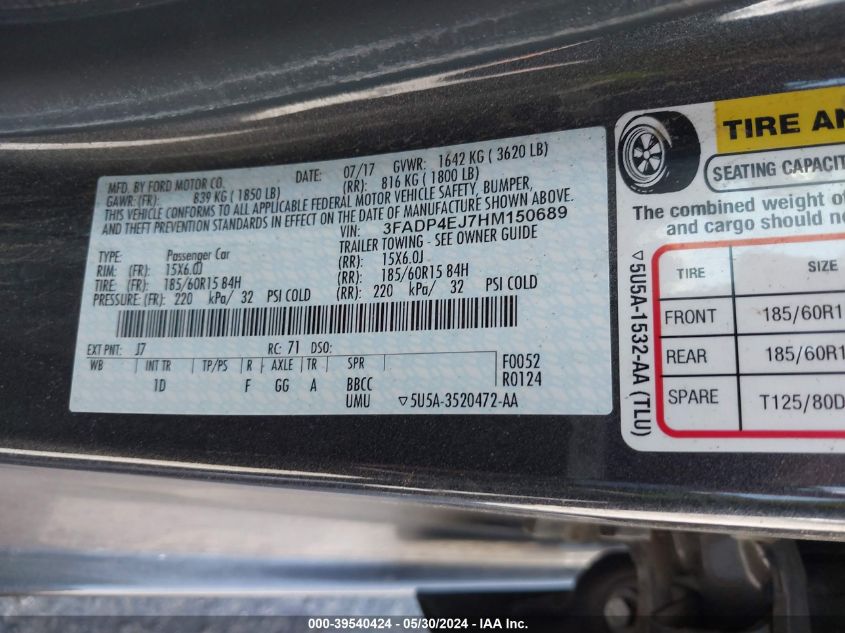 MFD. BY FORD MOTOR CO.
DATE: 07/17 GVWR: 1642 KG ( 3620 LB)
GAWR: (FR): 839 KG ( 1850 LB) (RR): 816 KG ( 1800 LB)
THIS VEHICLE CONFORMS TO ALL APPLICABLE FEDERAL MOTOR VEHICLE SAFETY, BUMPER,
AND THEFT PREVENTION STANDARDS IN EFFECT ON THE DATE OF MANUFACTURE SHOWN ABOVE.
VIN: 3FADP4EJ7HM150689
TYPE: Passenger Car TRAILER TOWING - SEE OWNER GUIDE
RIM: (FR): 15X6.0J (RR): 15X6.0J
TIRE: (FR): 185/60R15 84H (RR): 185/60R15 84H
PRESSURE: (FR): 220 kPa/ 32 PSI COLD (RR): 220 kPa/ 32 PSI COLD
EXT PNT: J7 RC: 71 DSO:
WB INT TR TP/PS R AXLE TR SPR F0052
1D F GG A BBCC R0124
UMU ▽5U5A-3520472-AA
TIRE AN
SEATING CAPACIT
The combined weight of
and cargo should ne
▽5U5A-1532-AA (TLU)
TIRE SIZE
FRONT 185/60R1
REAR 185/60R1
SPARE T125/80D
000-39540424 - 05/30/2024 - IAA Inc.